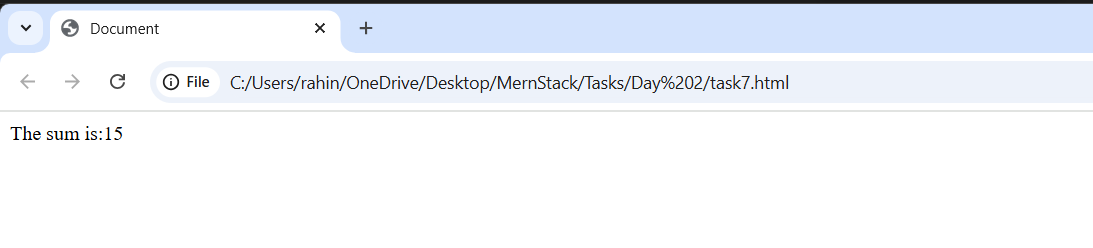 Document
File C:/Users/rahin/OneDrive/Desktop/MernStack/Tasks/Day%202/task7.html
The sum is:15